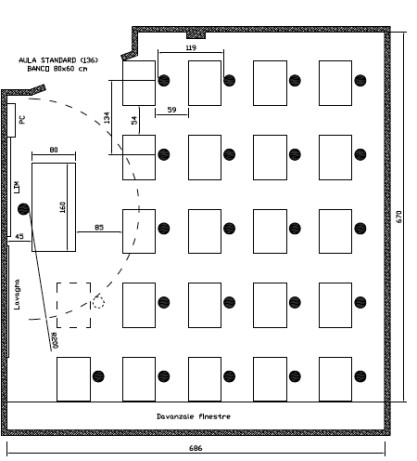 119
AULA STANDARD (136)
BANCO 80x60 cm
59
54
134
PC
80
LIM
160
670
85
45
Lavagna
R200
Davanzale finestre
686